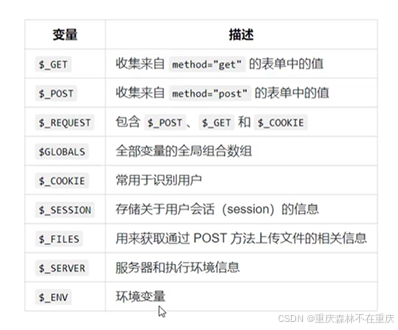 变量 描述
$_GET 收集来自 method="get" 的表单中的值
$_POST 收集来自 method="post" 的表单中的值
$_REQUEST 包含 $_POST 、 $_GET 和 $_COOKIE
$GLOBALS 全部变量的全局组合数组
$_COOKIE 常用于识别用户
$_SESSION 存储关于用户会话（session）的信息
$_FILES 用来获取通过 POST 方法上传文件的相关信息
$_SERVER 服务器和执行环境信息
$_ENV 环境变量
CSDN @重庆森林不在重庆